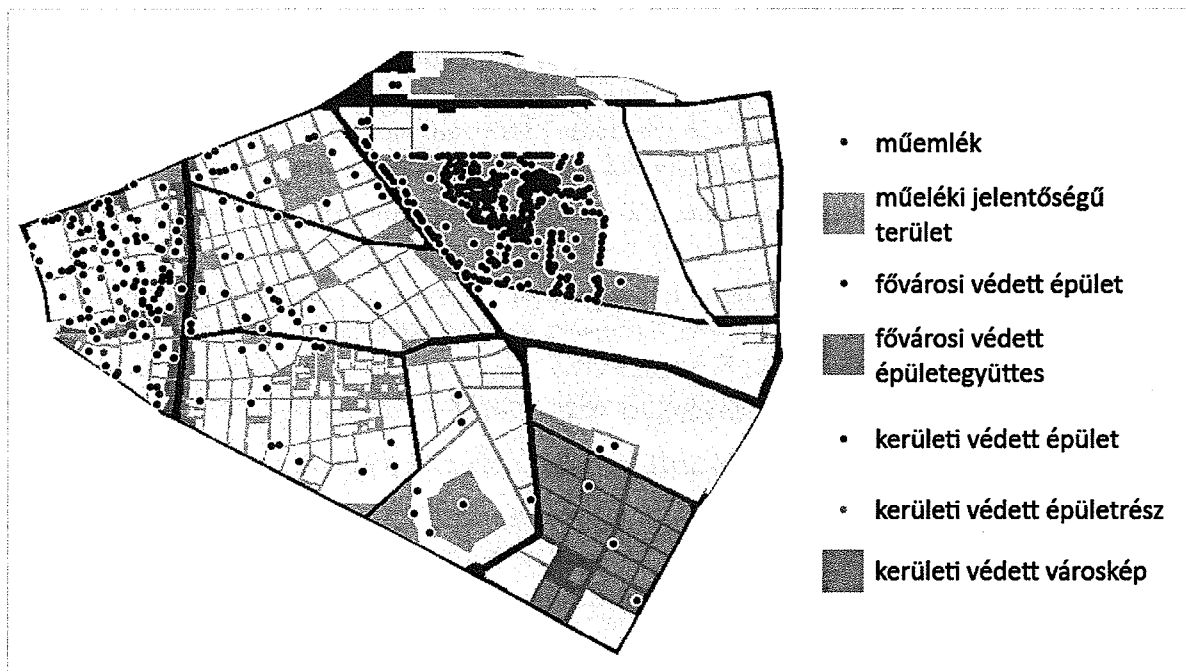 műemlék
műeléki jelentőségű
terület
fővárosi védett épület
fővárosi védett
épületegyüttes
kerületi védett épület
kerületi védett épületrész
kerületi védett városkép